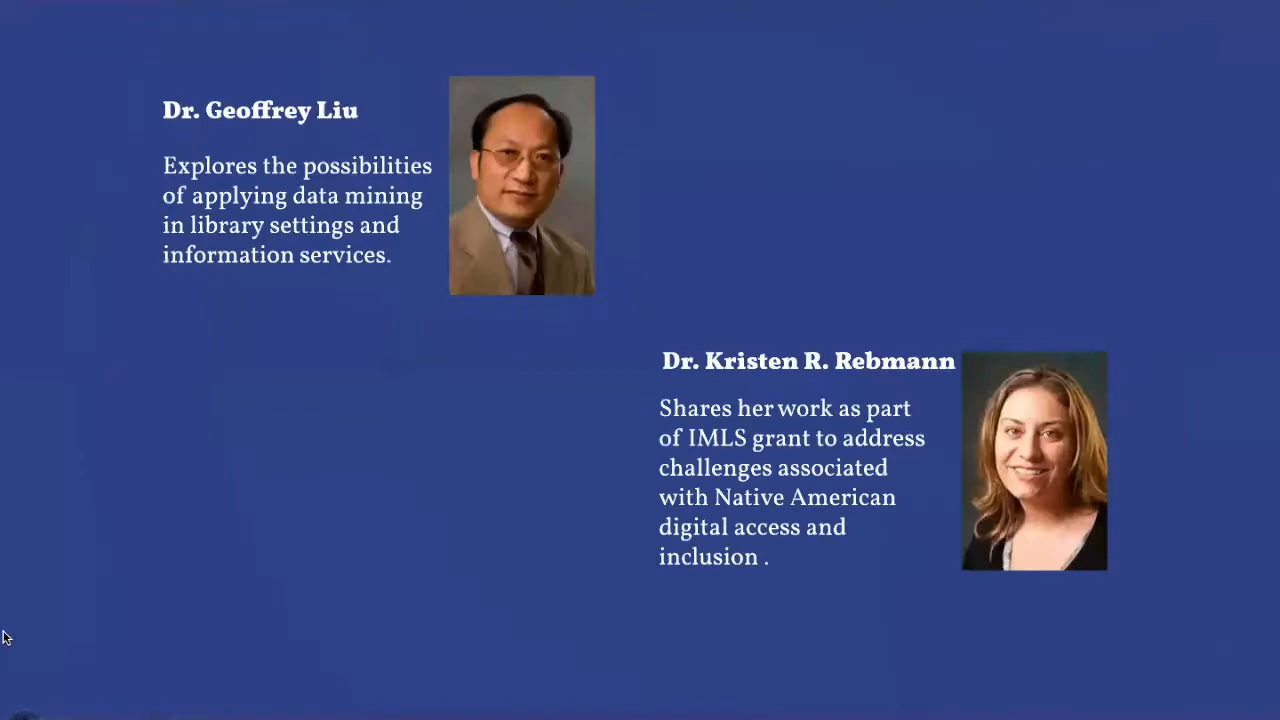 Dr. Geoffrey Liu
Explores the possibilities
of applying data mining
in library settings and
information services.
Dr. Kristen R. Rebmann
Shares her work as part
of IMLS grant to address
challenges associated
with Native American
digital access and
inclusion .